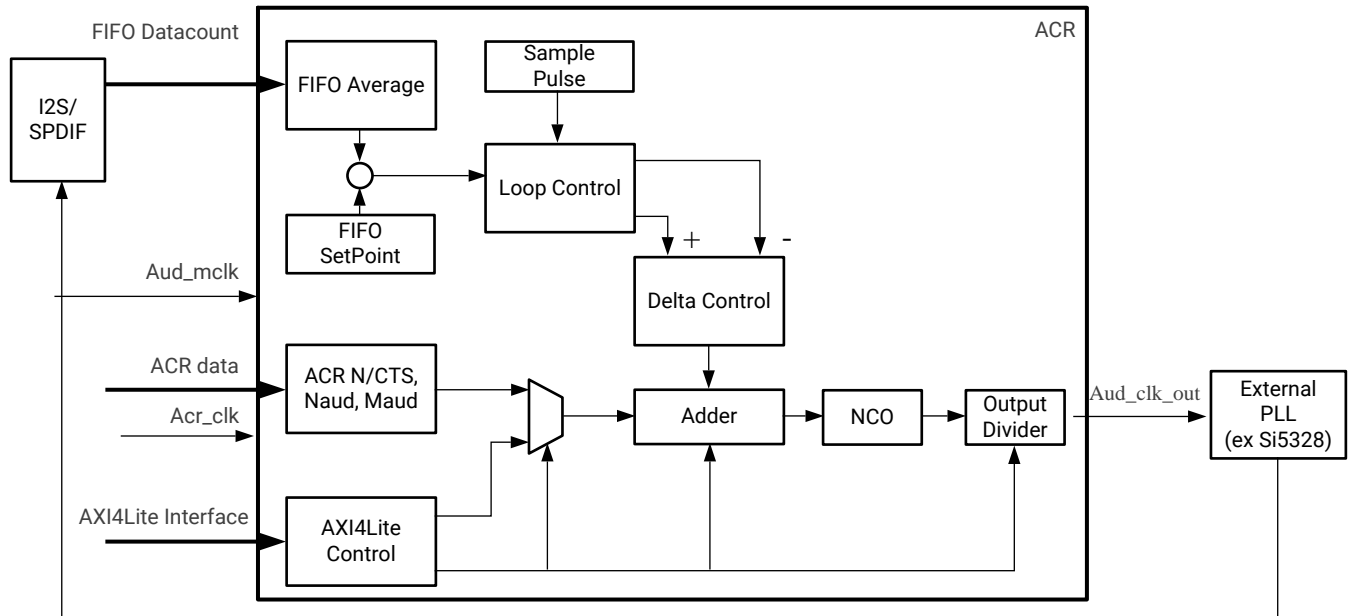 FIFO Datacount
ACR
I2S/
SPDIF
FIFO Average
Sample
Pulse
Loop Control
FIFO
SetPoint
+
-
Aud_mclk
Delta Control
ACR data
ACR N/CTS,
Naud, Maud
Acr_clk
Adder
NCO
Output
Divider
Aud_clk_out
External
PLL
(ex Si5328)
AXI4Lite Interface
AXI4Lite
Control